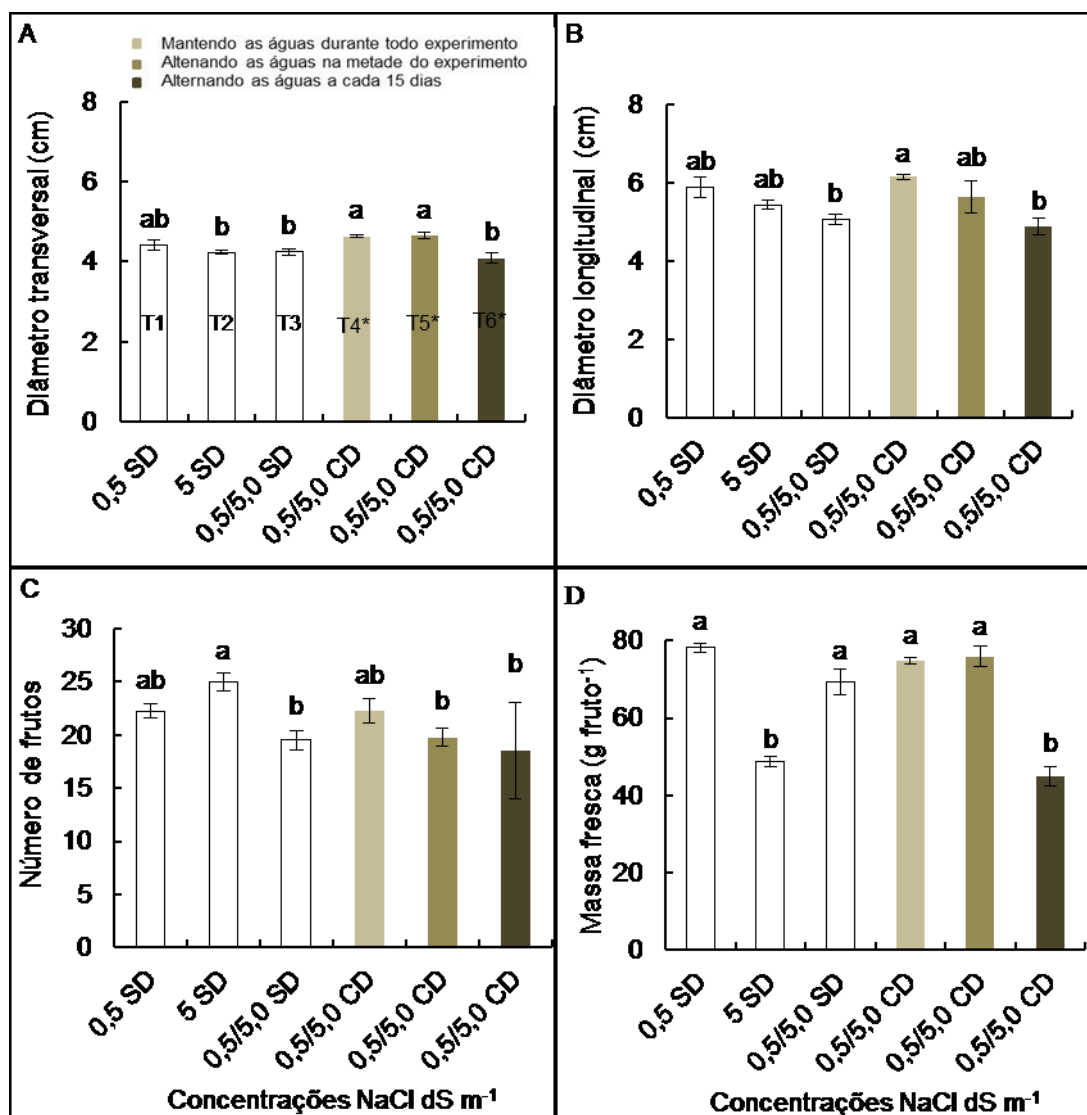 A
Mantendo as águas durante todo experimento
Altenando as águas na metade do experimento
Alternando as águas a cada 15 dias
Diâmetro transversal (cm)
8
6
4
2
0
ab
b
b
a
a
b
T1
T2
T3
T4*
T5*
T6*
0,5 SD
5 SD
0,5/5,0 SD
0,5/5,0 CD
0,5/5,0 CD
0,5/5,0 CD
B
Diâmetro longitudinal (cm)
8
6
4
2
0
ab
ab
b
a
ab
b
0,5 SD
5 SD
0,5/5,0 SD
0,5/5,0 CD
0,5/5,0 CD
0,5/5,0 CD
C
Número de frutos
30
25
20
15
10
5
0
ab
a
b
ab
b
b
0,5 SD
5 SD
0,5/5,0 SD
0,5/5,0 CD
0,5/5,0 CD
0,5/5,0 CD
Concentrações NaCl dS m⁻¹
D
Massa fresca (g fruto⁻¹)
80
60
40
20
0
a
b
a
a
a
b
0,5 SD
5 SD
0,5/5,0 SD
0,5/5,0 CD
0,5/5,0 CD
0,5/5,0 CD
Concentrações NaCl dS m⁻¹